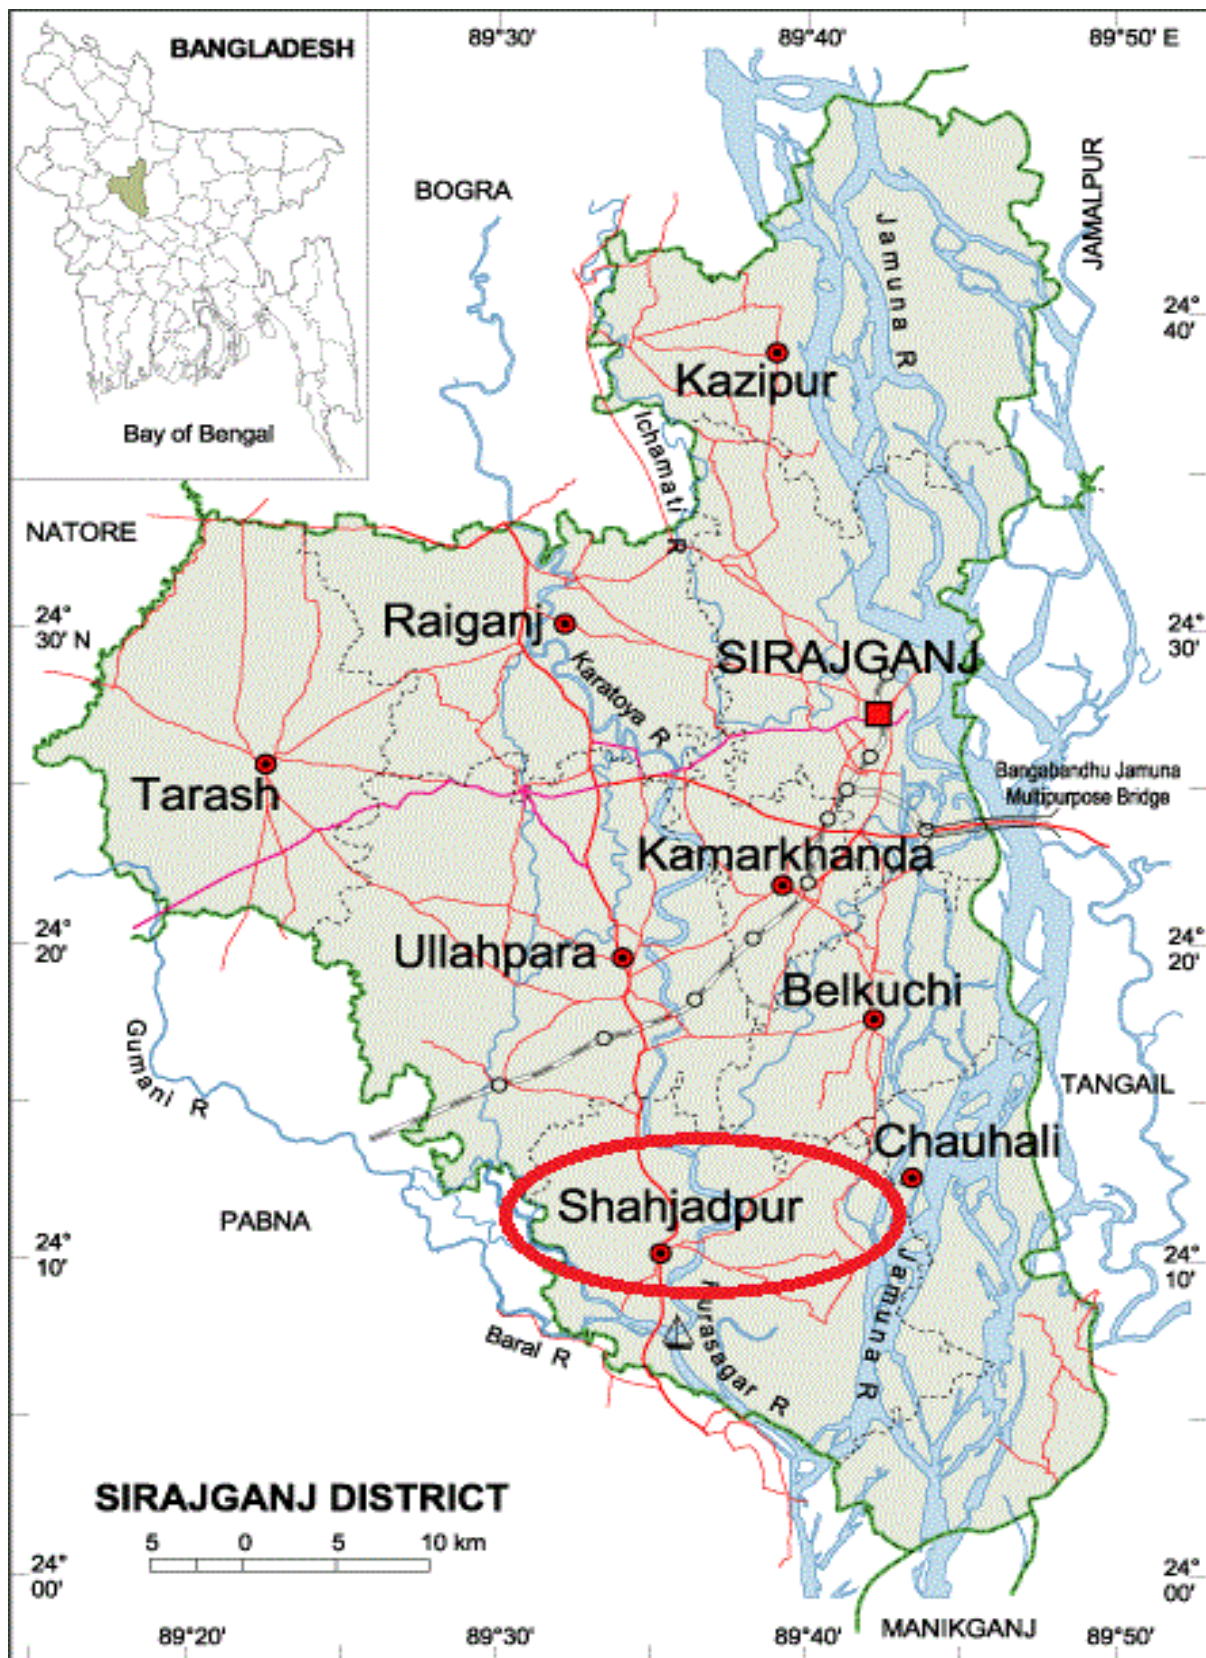 89°30'
89°40'
89°50' E
BANGLADESH
Bay of Bengal
BOGRA
JAMALPUR
Jamuna R
24°
40'
Kazipur
Ichamati R
NATORE
24°
30' N
Raiganj
24°
30'
SIRAJGANJ
Karatoya R
Tarash
Bangabandhu Jamuna
Multipurpose Bridge
Kamarkhanda
24°
20'
Ullahpara
24°
20'
Belkuchi
Gumani R
TANGAIL
Chauhali
Shahjadpur
PABNA
24°
10'
24°
10'
Jamuna R
Hurasagar R
Baral R
SIRAJGANJ DISTRICT
5 0 5 10 km
24°
00'
24°
00'
MANIKGANJ
89°20'
89°30'
89°40'
89°50'